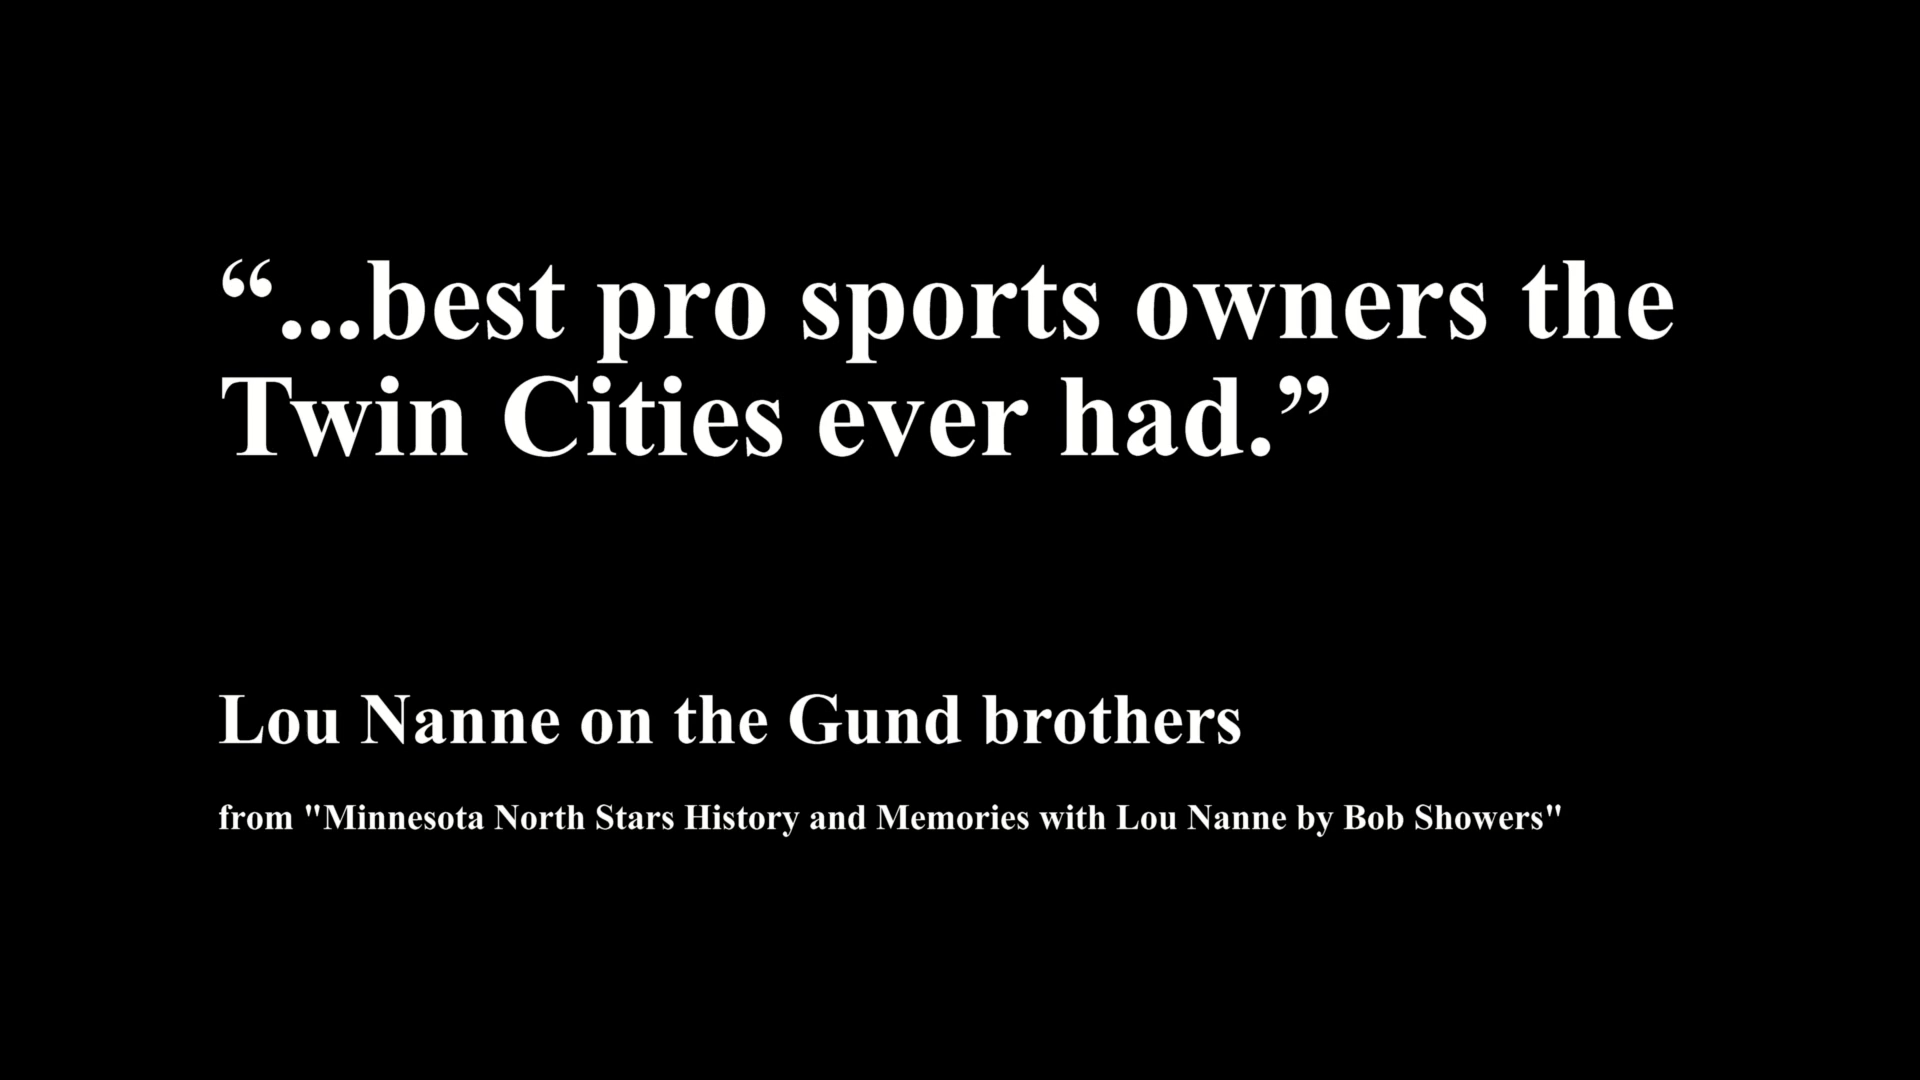 “...best pro sports owners the
Twin Cities ever had.”
Lou Nanne on the Gund brothers
from "Minnesota North Stars History and Memories with Lou Nanne by Bob Showers"